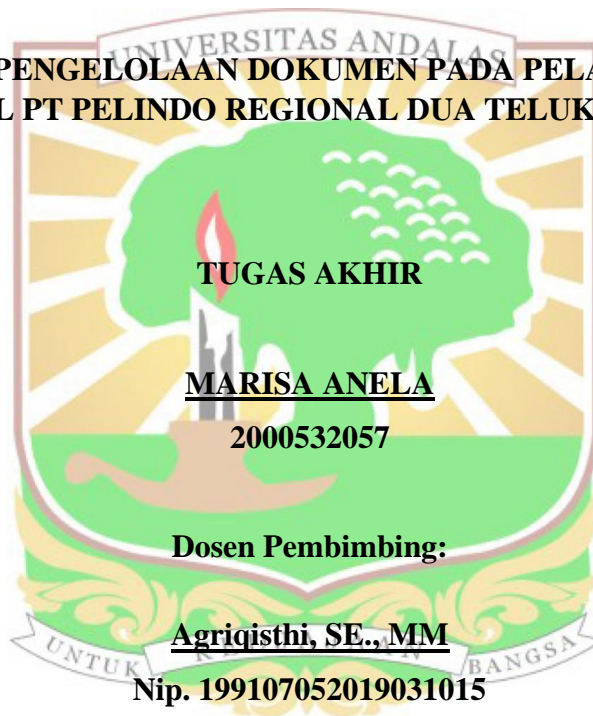 UNIVERSITAS ANDALAS
PENGELOLAAN DOKUMEN PADA
PT PELINDO REGIONAL DUA TELUK
TUGAS AKHIR
MARISA ANELA
2000532057
Dosen Pembimbing:
Agriqisthi, SE., MM
Nip. 199107052019031015
UNTUK KEDJAJAAN BANGSA